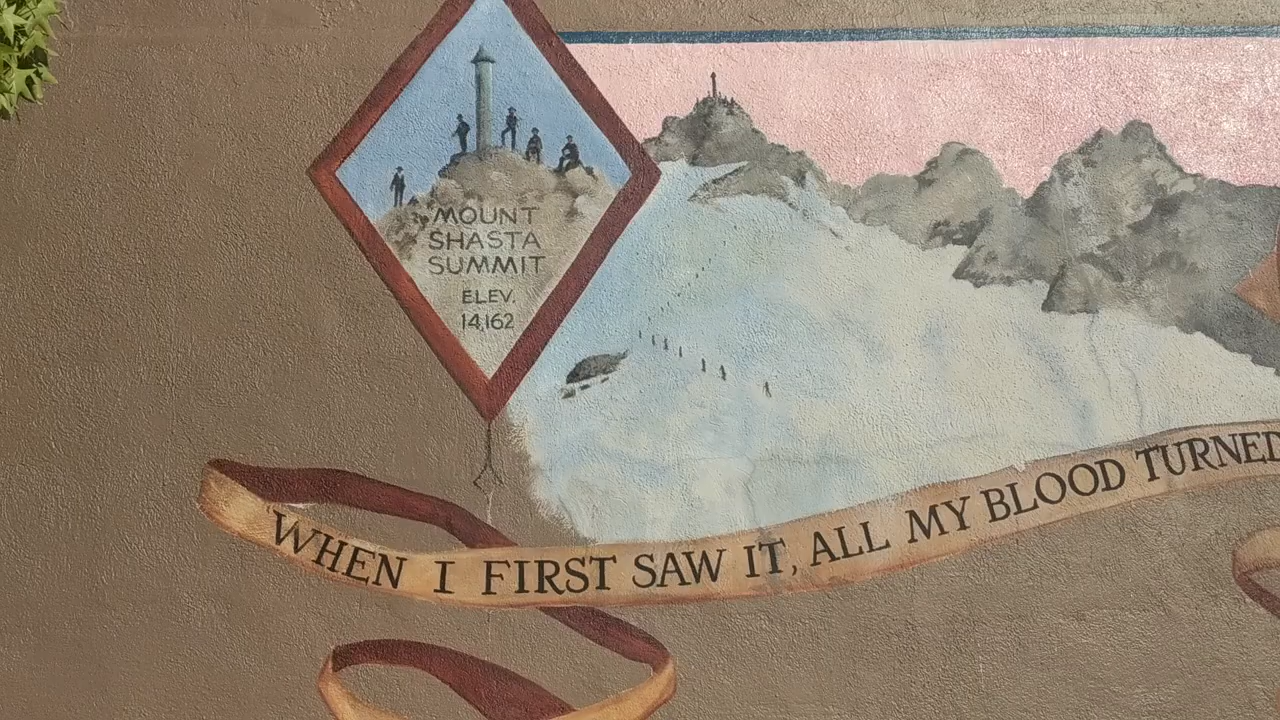 MOUNT
SHASTA
SUMMIT
ELEV.
14,162
"WHEN I FIRST SAW IT, ALL MY BLOOD TURNED